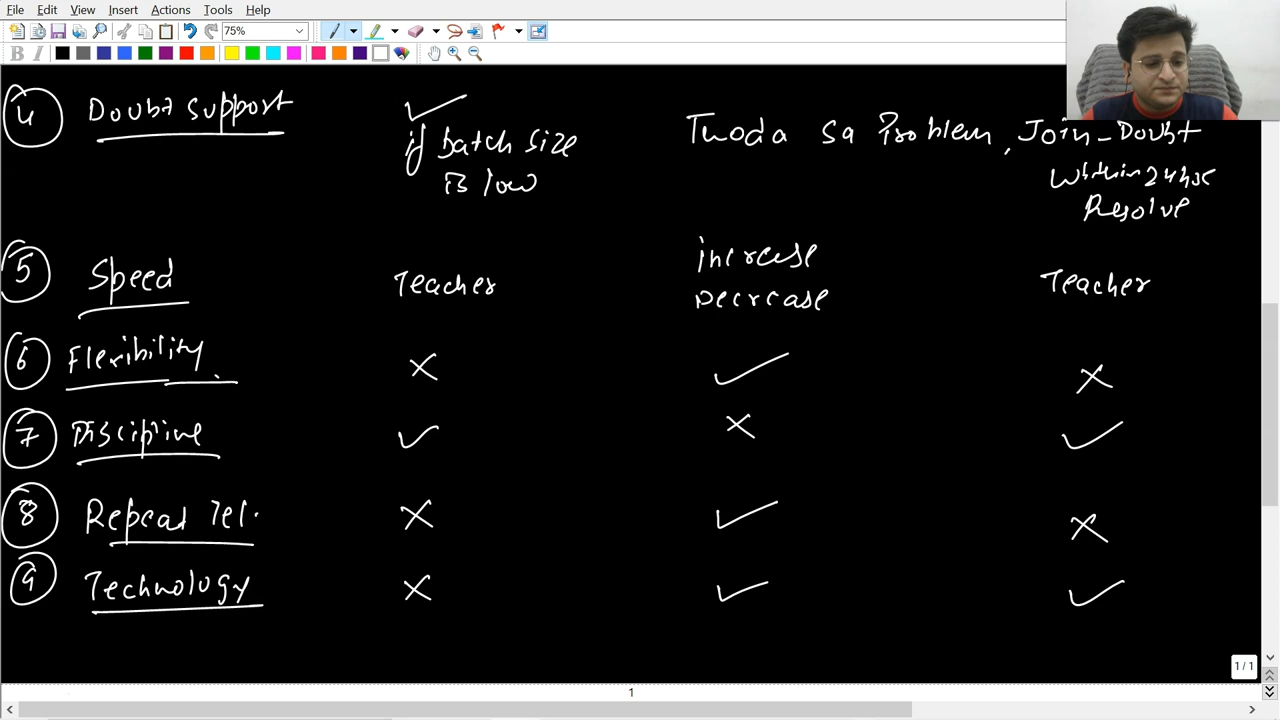 File Edit View Insert Actions Tools Help
75%
B I
4 Doubt support ✓ if batch size is low Thoda sa Problem, Join-Doubt Within 24hrs Resolve
5 Speed Teacher increase Decrease Teacher
6 Flexibility ✗ ✓ ✗
7 Discipline ✓ ✗ ✓
8 Repeat Tel. ✗ ✓ ✗
9 Technology ✗ ✓ ✓
1/1
1